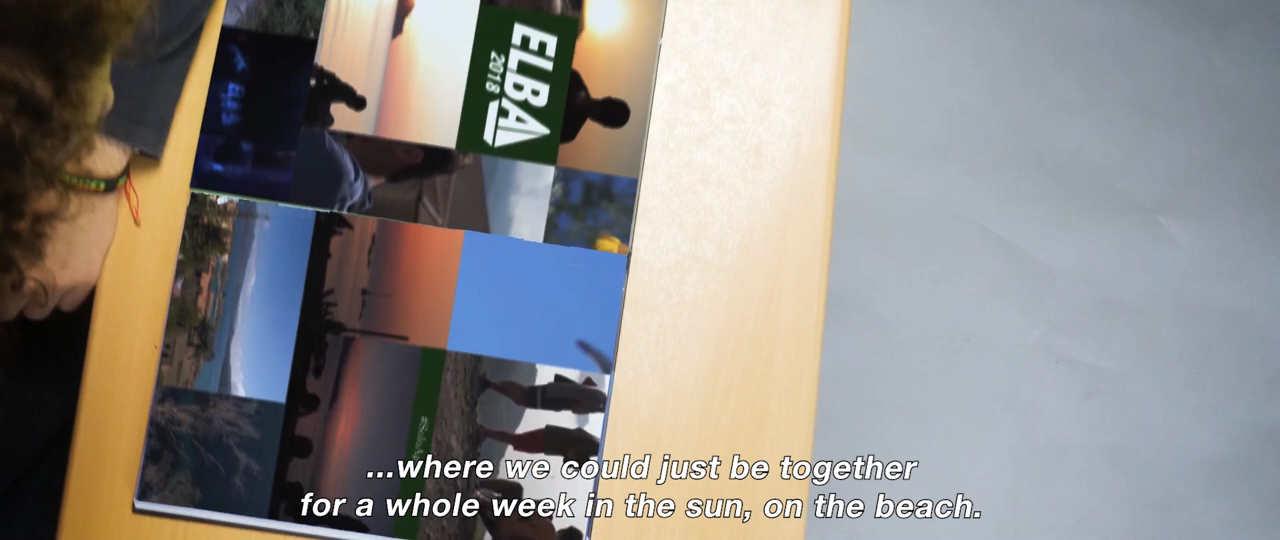 ELBA
2018
...where we could just be together
for a whole week in the sun, on the beach.